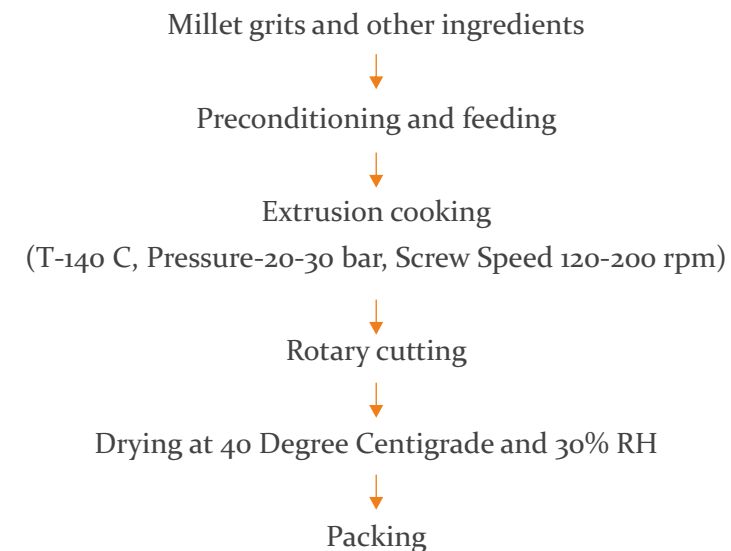 Millet grits and other ingredients
Preconditioning and feeding
Extrusion cooking
(T-140 C, Pressure-20-30 bar, Screw Speed 120-200 rpm)
Rotary cutting
Drying at 40 Degree Centigrade and 30% RH
Packing